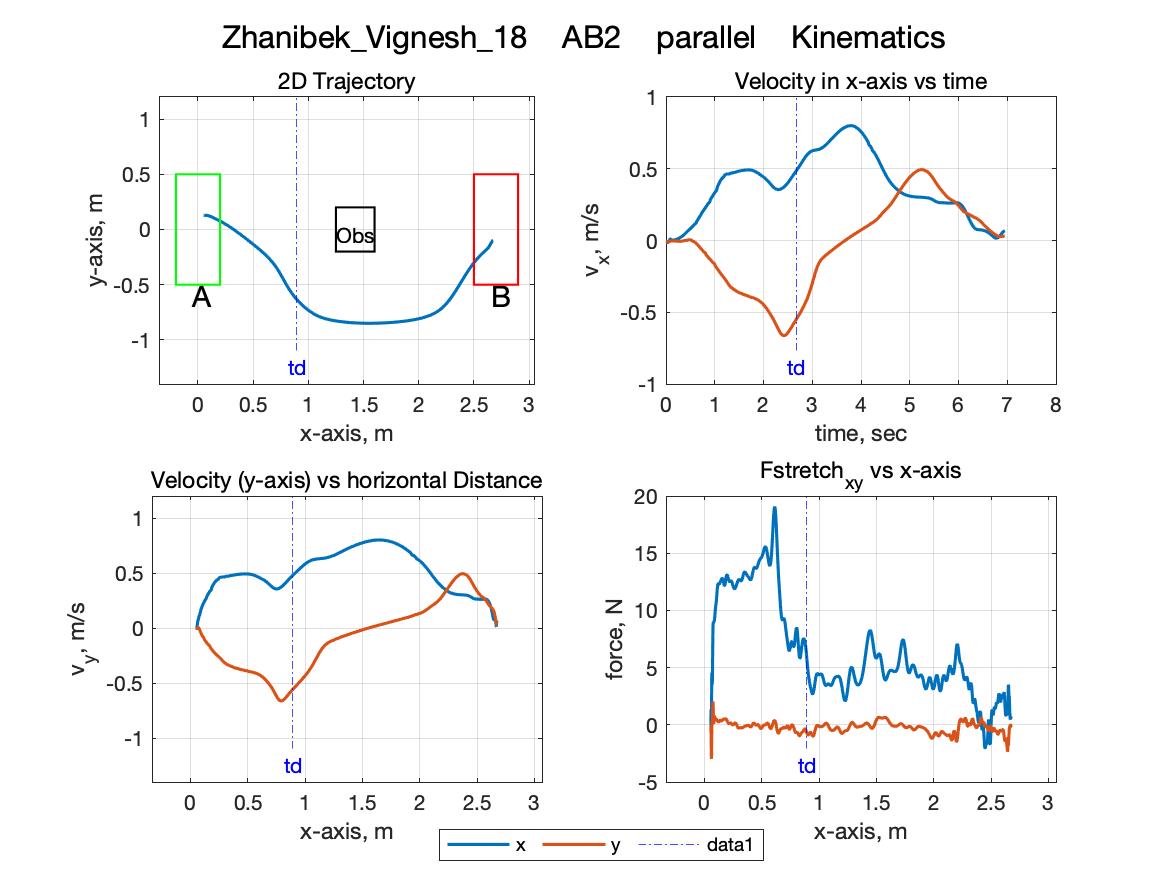 Zhanibek_Vignesh_18 AB2 parallel Kinematics
2D Trajectory
1
0.5
0
-0.5
-1
y-axis, m
A
Obs
B
td
0 0.5 1 1.5 2 2.5 3
x-axis, m
Velocity in x-axis vs time
1
0.5
0
-0.5
-1
v_x, m/s
td
0 1 2 3 4 5 6 7 8
time, sec
Velocity (y-axis) vs horizontal Distance
1
0.5
0
-0.5
-1
v_y, m/s
td
0 0.5 1 1.5 2 2.5 3
x-axis, m
Fstretch_xy vs x-axis
20
15
10
5
0
-5
force, N
td
0 0.5 1 1.5 2 2.5 3
x-axis, m
x y data1